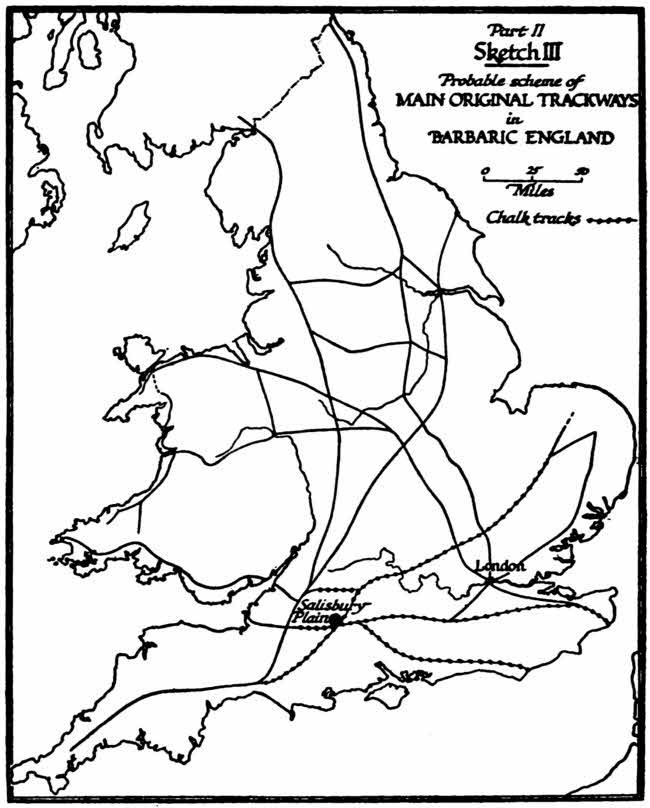 Part II
Sketch III
Probable scheme of
MAIN ORIGINAL TRACKWAYS
in
BARBARIC ENGLAND
0 25 50
Miles
Chalk tracks
London
Salisbury
Plain